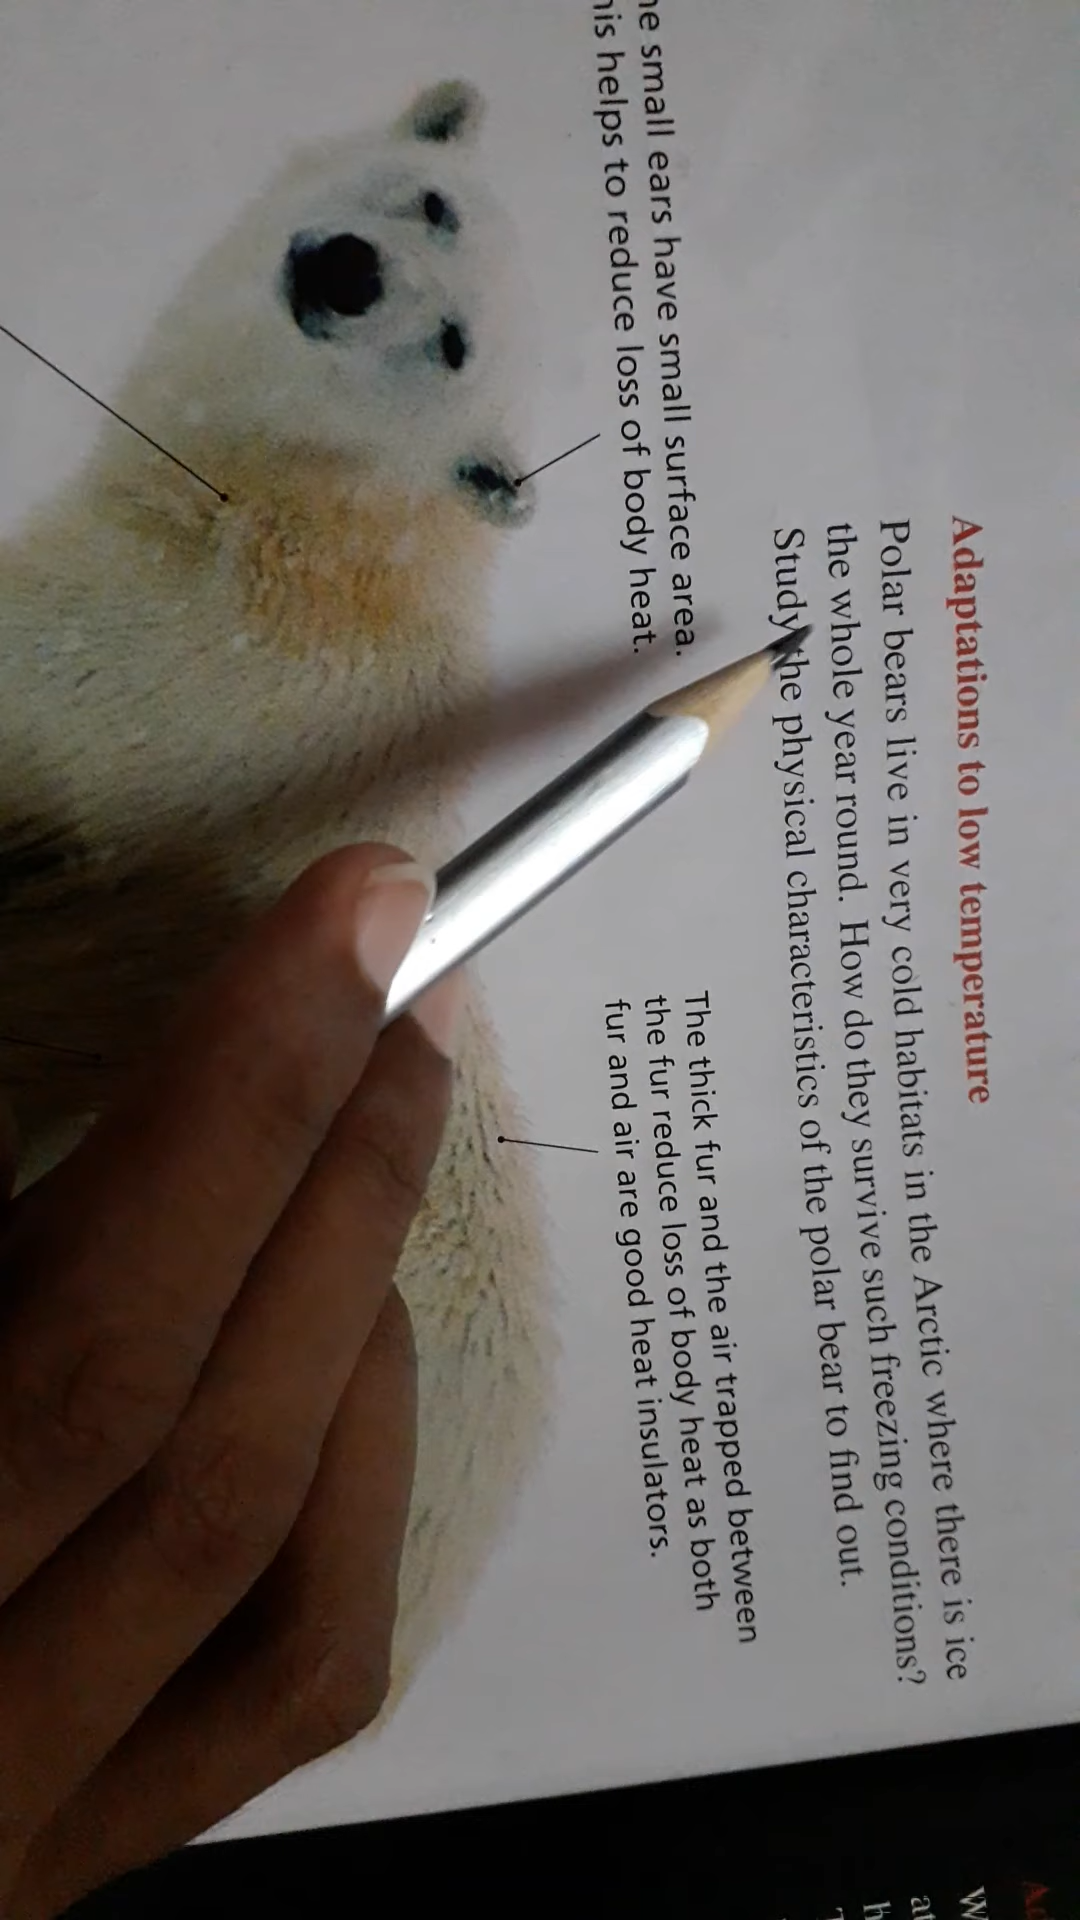 Adaptations to low temperature
Polar bears live in very cold habitats in the Arctic where there is ice
the whole year round. How do they survive such freezing conditions?
Study the physical characteristics of the polar bear to find out.
small ears have small surface area.
helps to reduce loss of body heat.
The thick fur and the air trapped between
the fur reduce loss of body heat as both
fur and air are good heat insulators.